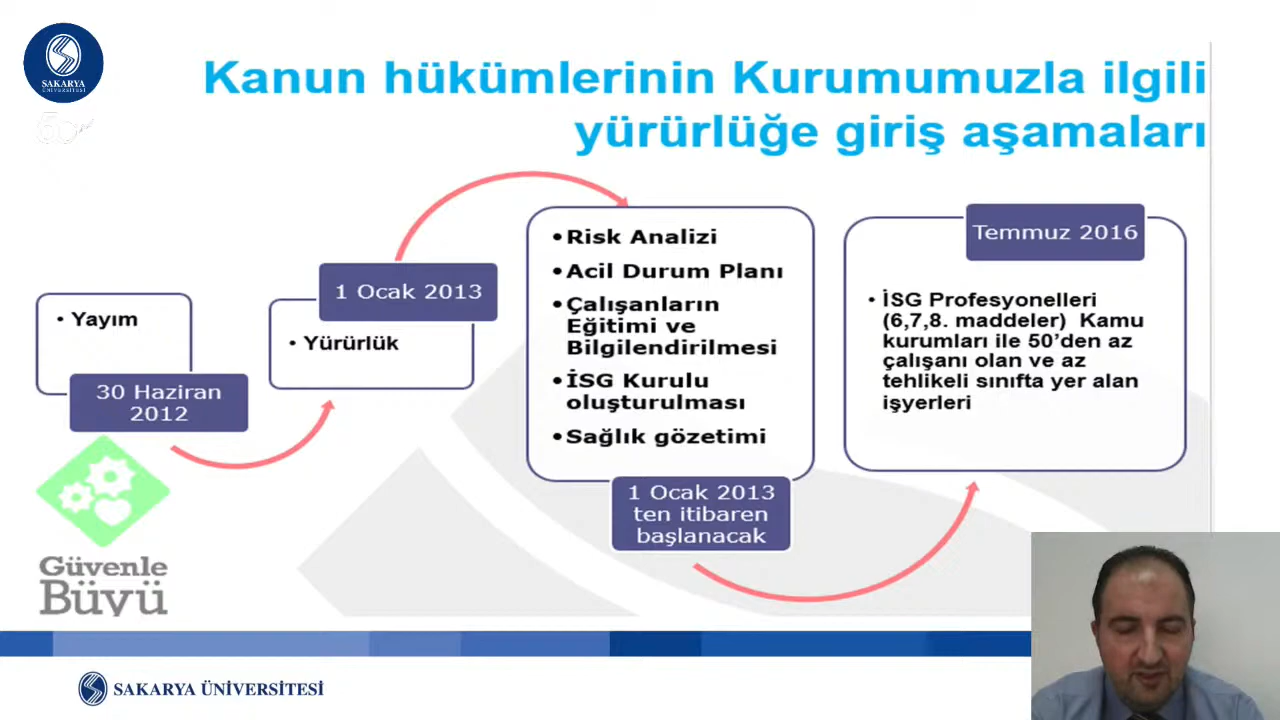 SAKARYA
ÜNİVERSİTESİ
Kanun hükümlerinin Kurumumuzla ilgili
yürürlüğe giriş aşamaları
• Yayım
30 Haziran
2012
1 Ocak 2013
• Yürürlük
•Risk Analizi
•Acil Durum Planı
•Çalışanların
Eğitimi ve
Bilgilendirilmesi
•İSG Kurulu
oluşturulması
•Sağlık gözetimi
1 Ocak 2013
ten itibaren
başlanacak
Temmuz 2016
• İSG Profesyonelleri
(6,7,8. maddeler) Kamu
kurumları ile 50’den az
çalışanı olan ve az
tehlikeli sınıfta yer alan
işyerleri
Güvenle
Büyü
SAKARYA ÜNİVERSİTESİ